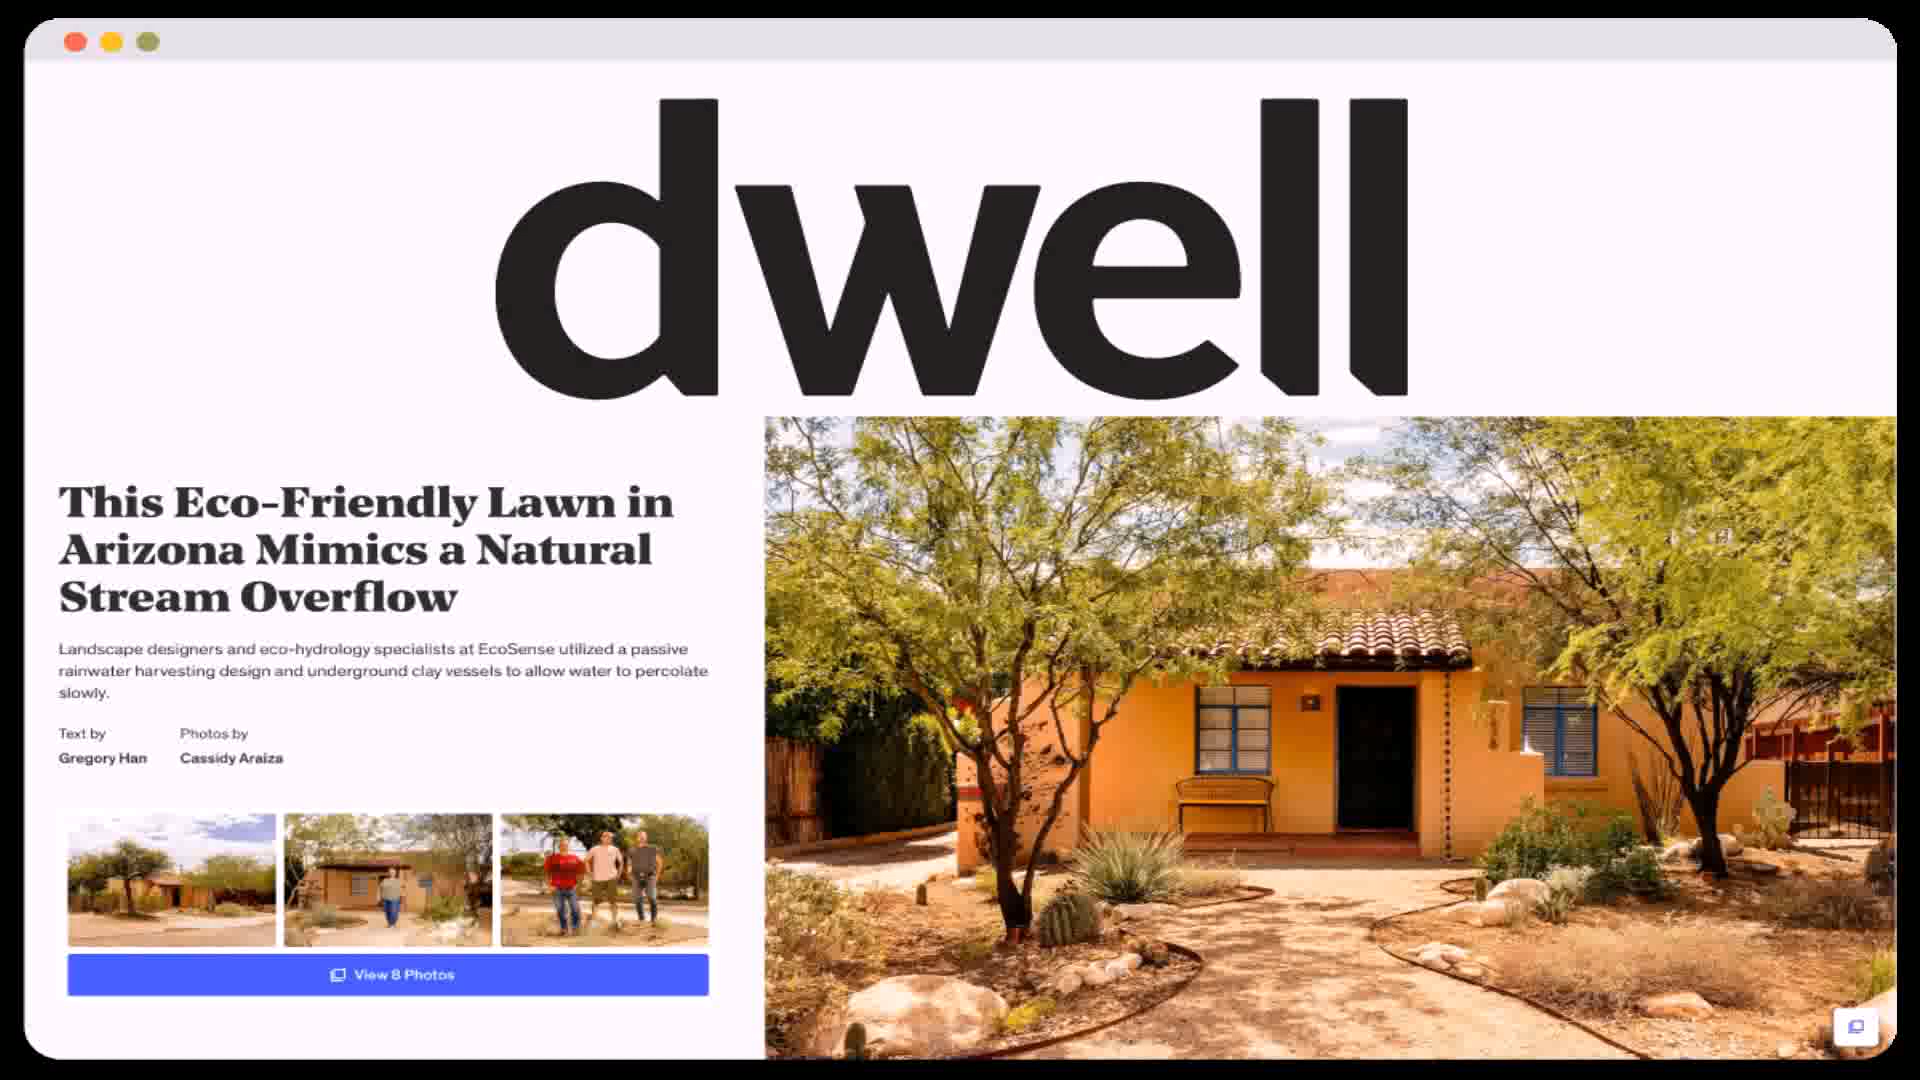 dwell
This Eco-Friendly Lawn in
Arizona Mimics a Natural
Stream Overflow
Landscape designers and eco-hydrology specialists at EcoSense utilized a passive
rainwater harvesting design and underground clay vessels to allow water to percolate
slowly.
Text by
Gregory Han
Photos by
Cassidy Araiza
View 8 Photos